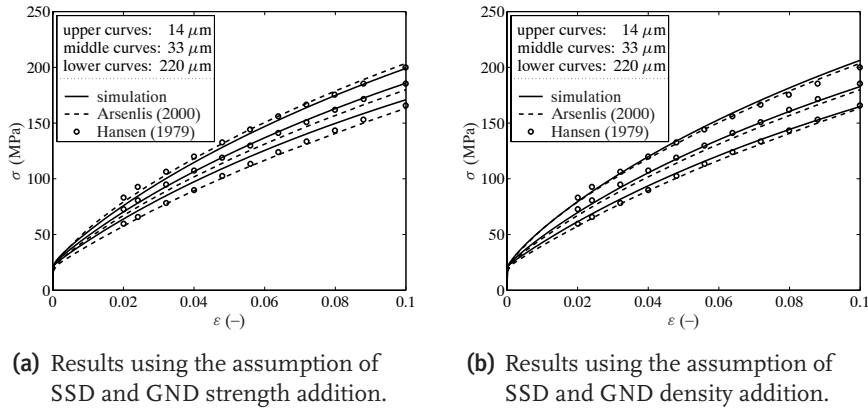 upper curves: 14 μm
middle curves: 33 μm
lower curves: 220 μm
simulation
Arsenlis (2000)
Hansen (1979)
250
200
150
100
50
0
σ (MPa)
0 0.02 0.04 0.06 0.08 0.1
ε (–)
(a) Results using the assumption of
SSD and GND strength addition.
upper curves: 14 μm
middle curves: 33 μm
lower curves: 220 μm
simulation
Arsenlis (2000)
Hansen (1979)
250
200
150
100
50
0
σ (MPa)
0 0.02 0.04 0.06 0.08 0.1
ε (–)
(b) Results using the assumption of
SSD and GND density addition.